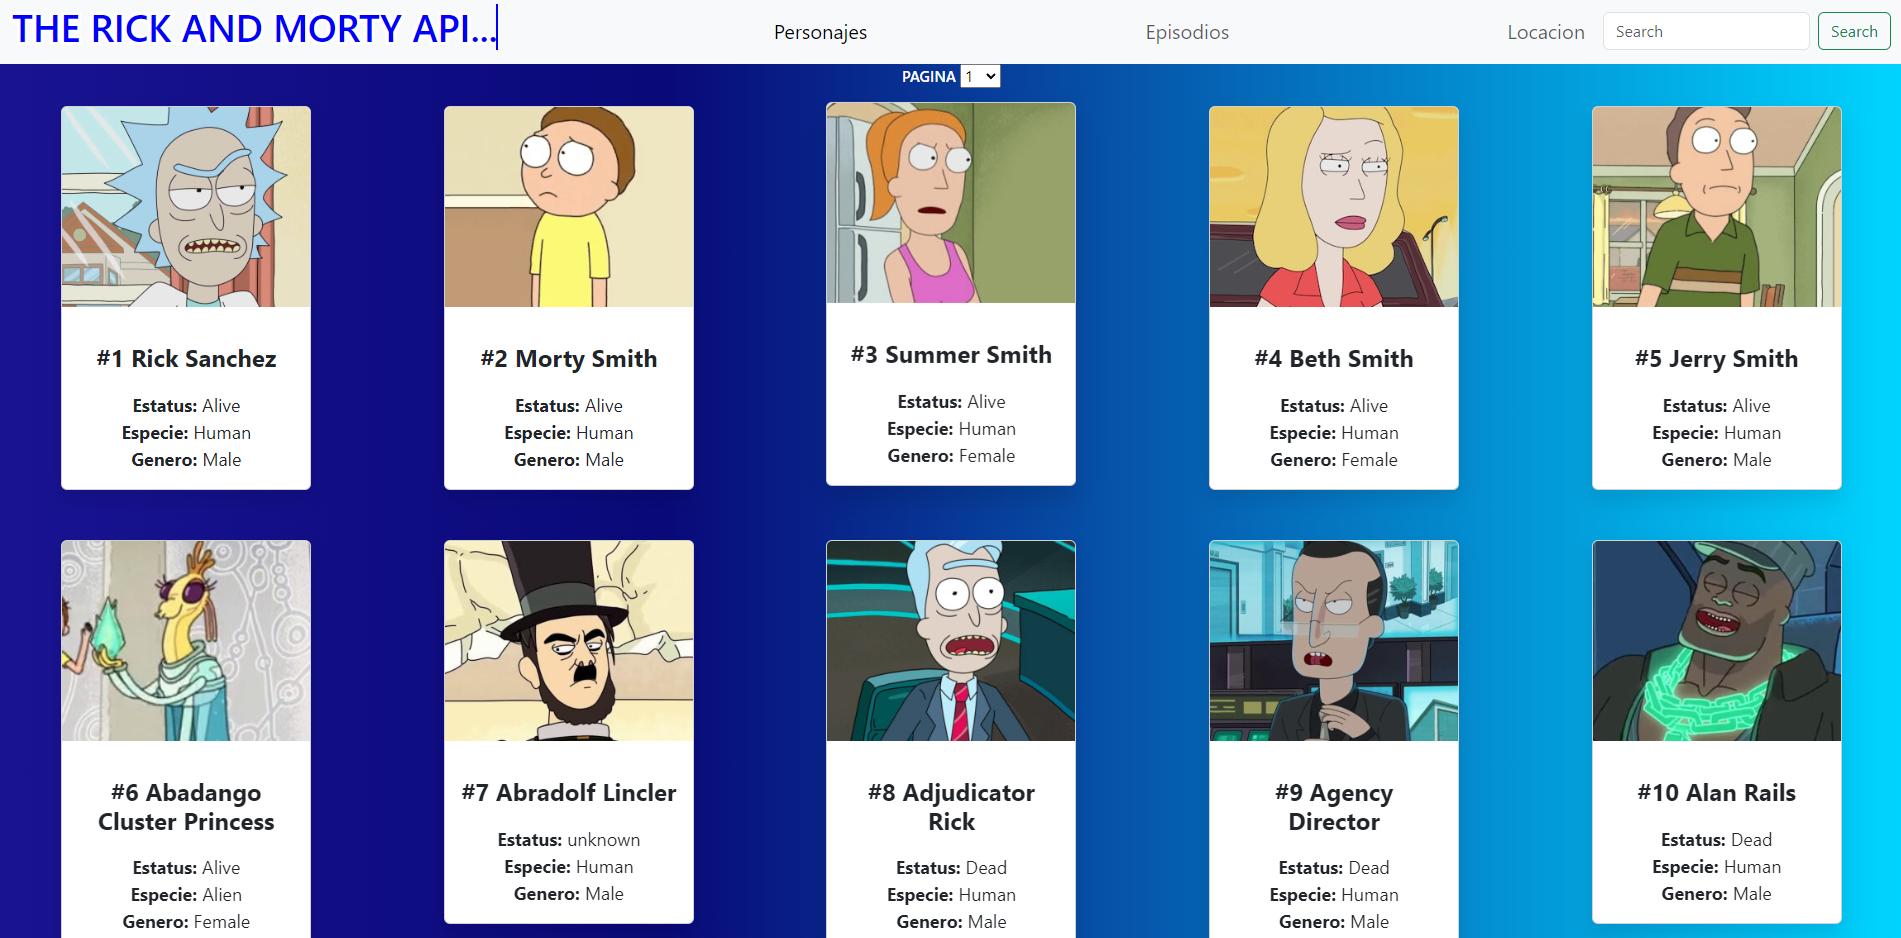 THE RICK AND MORTY API...
Personajes
Episodios
Locacion
Search
Search
PAGINA 1
#1 Rick Sanchez
Estatus: Alive
Especie: Human
Genero: Male
#2 Morty Smith
Estatus: Alive
Especie: Human
Genero: Male
#3 Summer Smith
Estatus: Alive
Especie: Human
Genero: Female
#4 Beth Smith
Estatus: Alive
Especie: Human
Genero: Female
#5 Jerry Smith
Estatus: Alive
Especie: Human
Genero: Male
#6 Abadango
Cluster Princess
Estatus: Alive
Especie: Alien
Genero: Female
#7 Abradolf Lincler
Estatus: unknown
Especie: Human
Genero: Male
#8 Adjudicator
Rick
Estatus: Dead
Especie: Human
Genero: Male
#9 Agency
Director
Estatus: Dead
Especie: Human
Genero: Male
#10 Alan Rails
Estatus: Dead
Especie: Human
Genero: Male